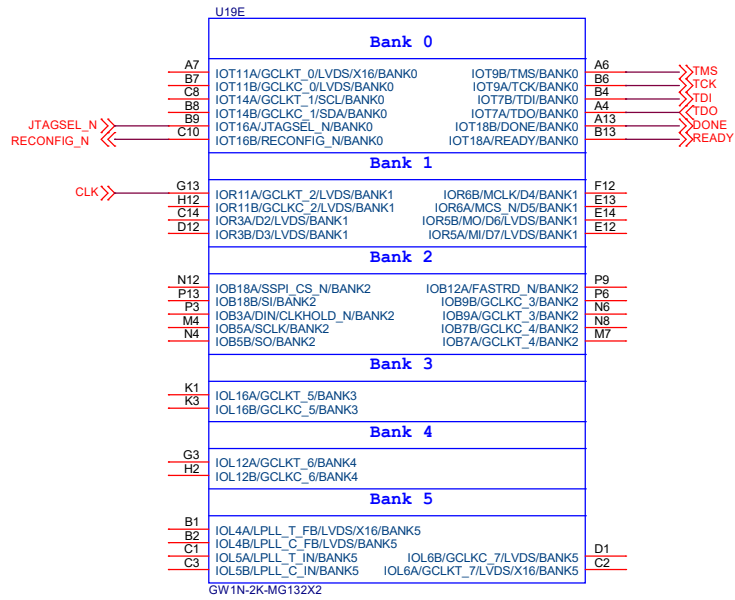 U19E
Bank 0
A7 IOT11A/GCLKT_0/LVDS/X16/BANK0 IOT9B/TMS/BANK0 A6 TMS
B7 IOT11B/GCLKC_0/LVDS/BANK0 IOT9A/TCK/BANK0 B6 TCK
C8 IOT14A/GCLKT_1/SCL/BANK0 IOT7B/TDI/BANK0 B4 TDI
B8 IOT14B/GCLKC_1/SDA/BANK0 IOT7A/TDO/BANK0 A4 TDO
JTAGSEL_N B9 IOT16A/JTAGSEL_N/BANK0 IOT18B/DONE/BANK0 A13 DONE
RECONFIG_N C10 IOT16B/RECONFIG_N/BANK0 IOT18A/READY/BANK0 B13 READY
Bank 1
CLK G13 IOR11A/GCLKT_2/LVDS/BANK1 IOR6B/MCLK/D4/BANK1 F12
H12 IOR11B/GCLKC_2/LVDS/BANK1 IOR6A/MCS_N/D5/BANK1 E13
C14 IOR3A/D2/LVDS/BANK1 IOR5B/MO/D6/LVDS/BANK1 E14
D12 IOR3B/D3/LVDS/BANK1 IOR5A/MI/D7/LVDS/BANK1 E12
Bank 2
N12 IOB18A/SSPI_CS_N/BANK2 IOB12A/FASTRD_N/BANK2 P9
P13 IOB18B/SI/BANK2 IOB9B/GCLKC_3/BANK2 P6
P3 IOB3A/DIN/CLKHOLD_N/BANK2 IOB9A/GCLKT_3/BANK2 N6
M4 IOB5A/SCLK/BANK2 IOB7B/GCLKC_4/BANK2 N8
N4 IOB5B/SO/BANK2 IOB7A/GCLKT_4/BANK2 M7
Bank 3
K1 IOL16A/GCLKT_5/BANK3
K3 IOL16B/GCLKC_5/BANK3
Bank 4
G3 IOL12A/GCLKT_6/BANK4
H2 IOL12B/GCLKC_6/BANK4
Bank 5
B1 IOL4A/LPLL_T_FB/LVDS/X16/BANK5
B2 IOL4B/LPLL_C_FB/LVDS/BANK5
C1 IOL5A/LPLL_T_IN/BANK5 IOL6B/GCLKC_7/LVDS/BANK5 D1
C3 IOL5B/LPLL_C_IN/BANK5 IOL6A/GCLKT_7/LVDS/X16/BANK5 C2
GW1N-2K-MG132X2